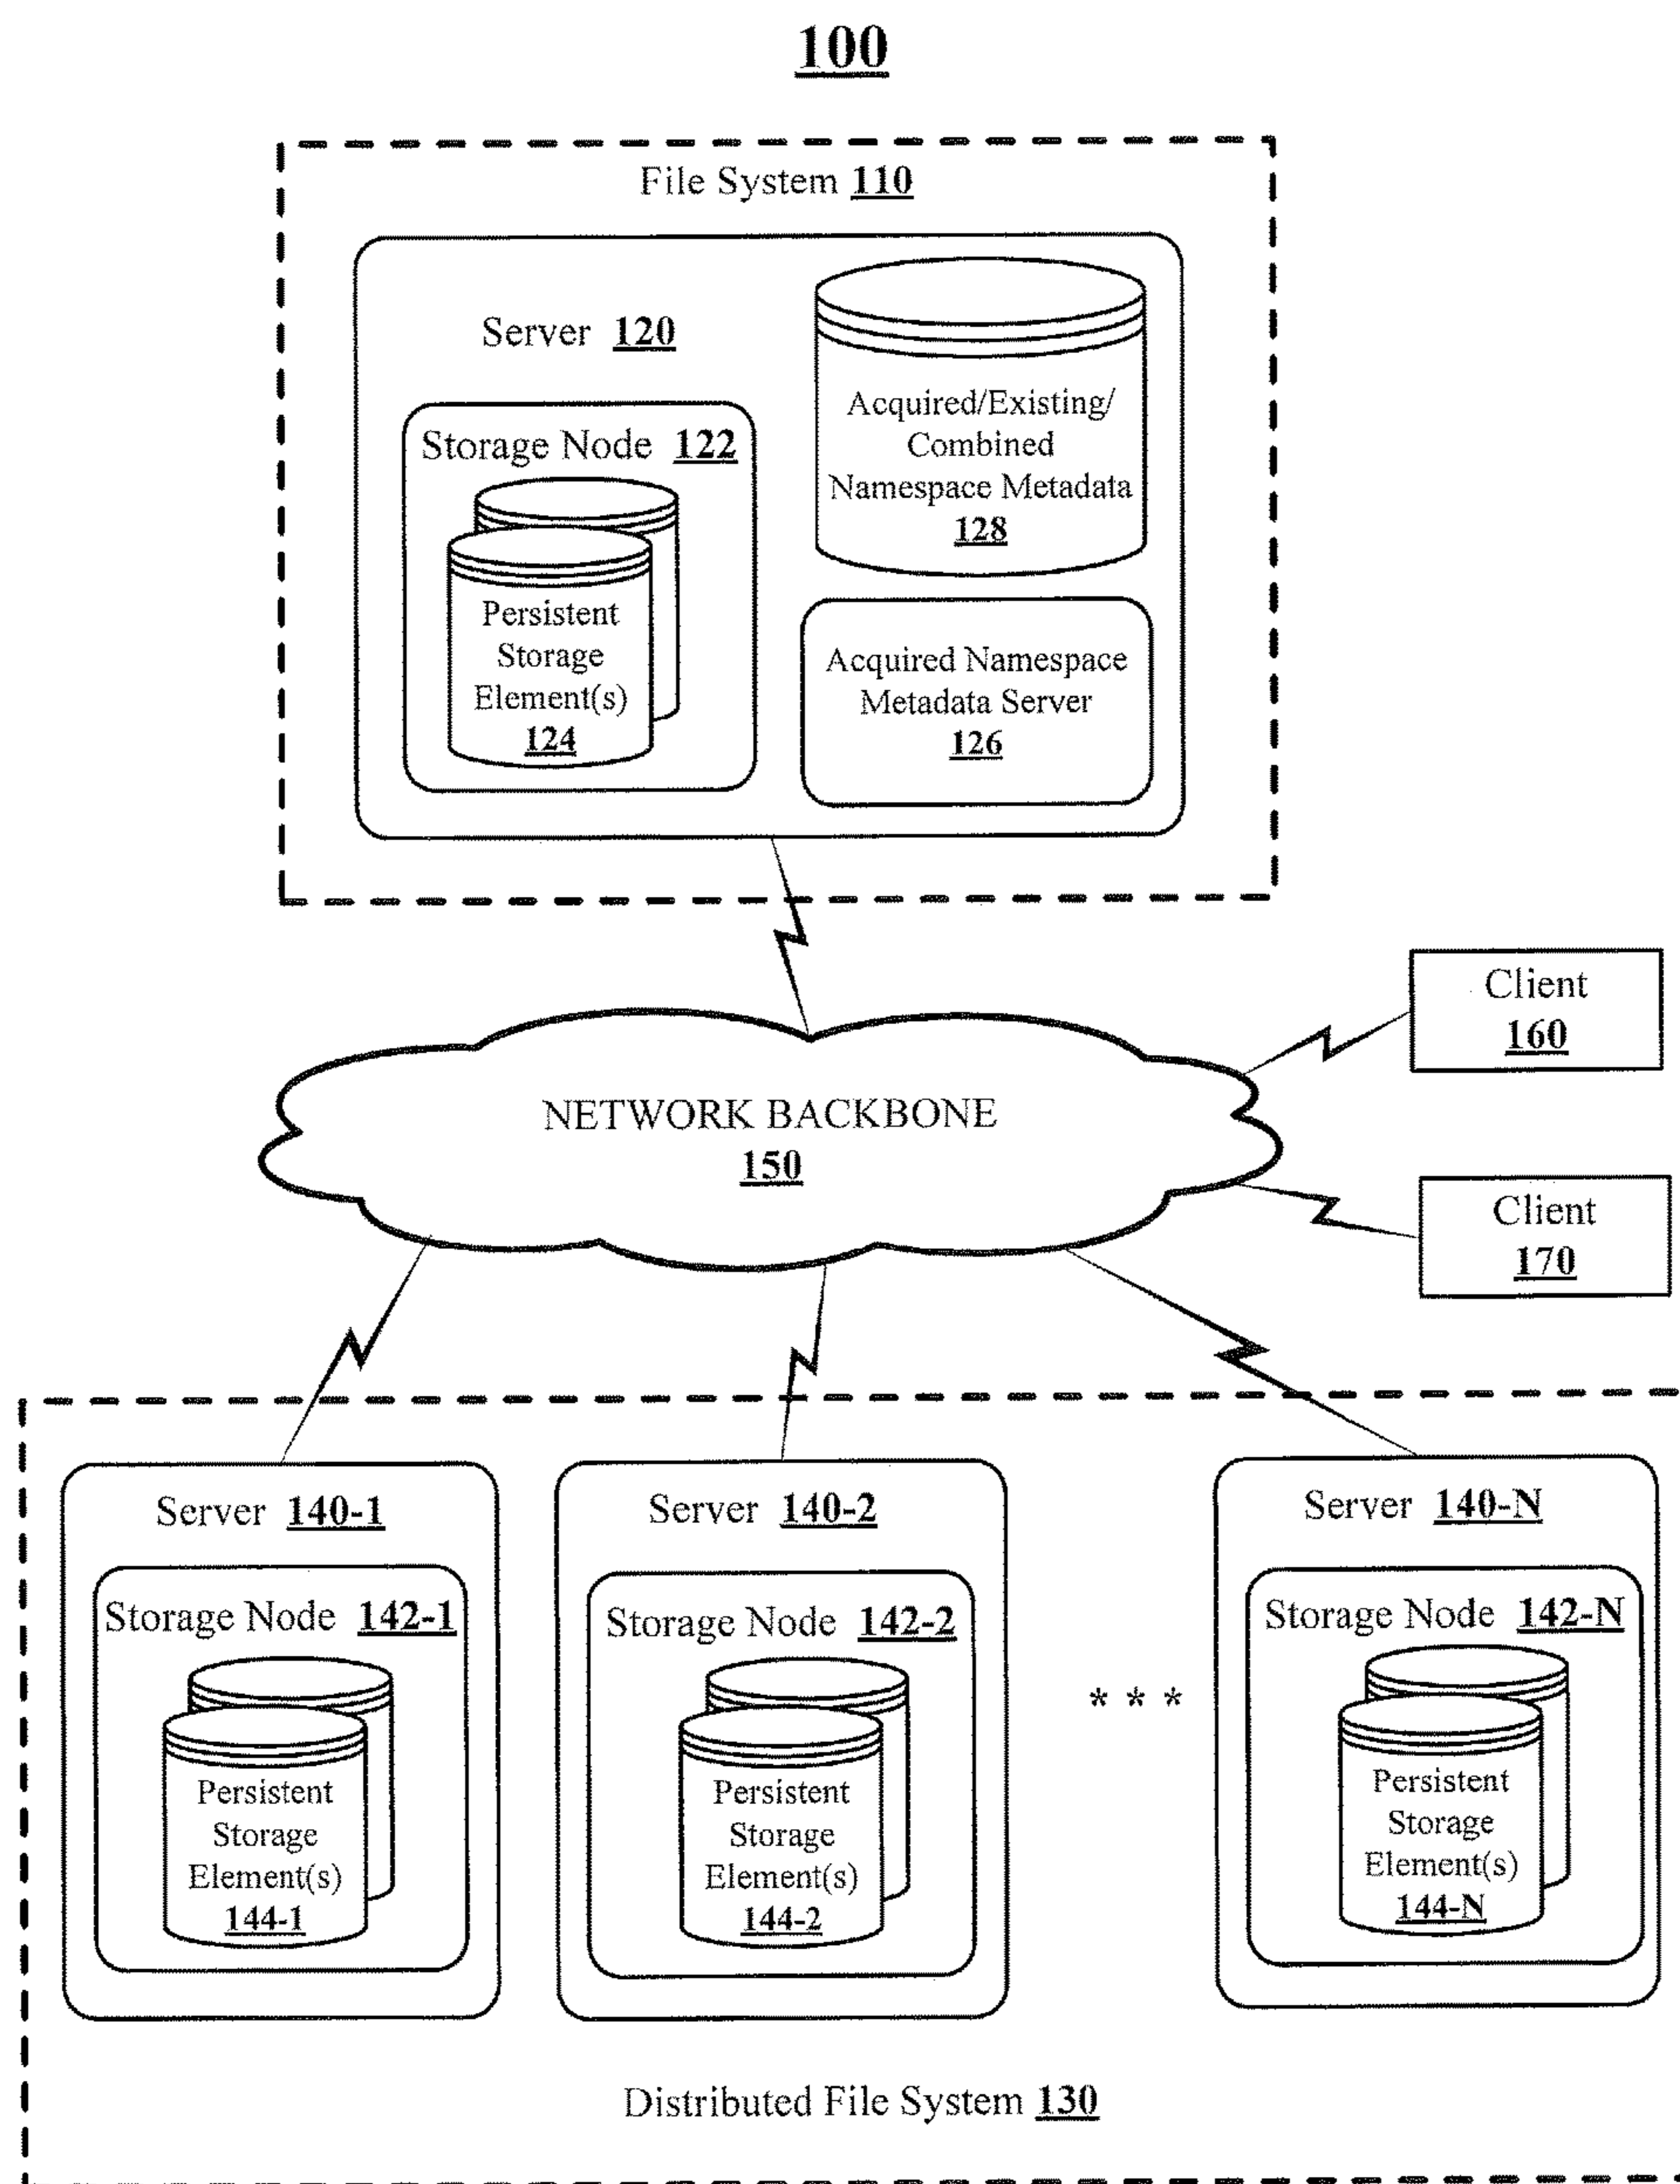 100
File System 110
Server 120
Storage Node 122
Persistent
Storage
Element(s)
124
Acquired/Existing/
Combined
Namespace Metadata
128
Acquired Namespace
Metadata Server
126
Client
160
NETWORK BACKBONE
150
Client
170
Server 140-1
Storage Node 142-1
Persistent
Storage
Element(s)
144-1
Server 140-2
Storage Node 142-2
Persistent
Storage
Element(s)
144-2
* * *
Server 140-N
Storage Node 142-N
Persistent
Storage
Element(s)
144-N
Distributed File System 130